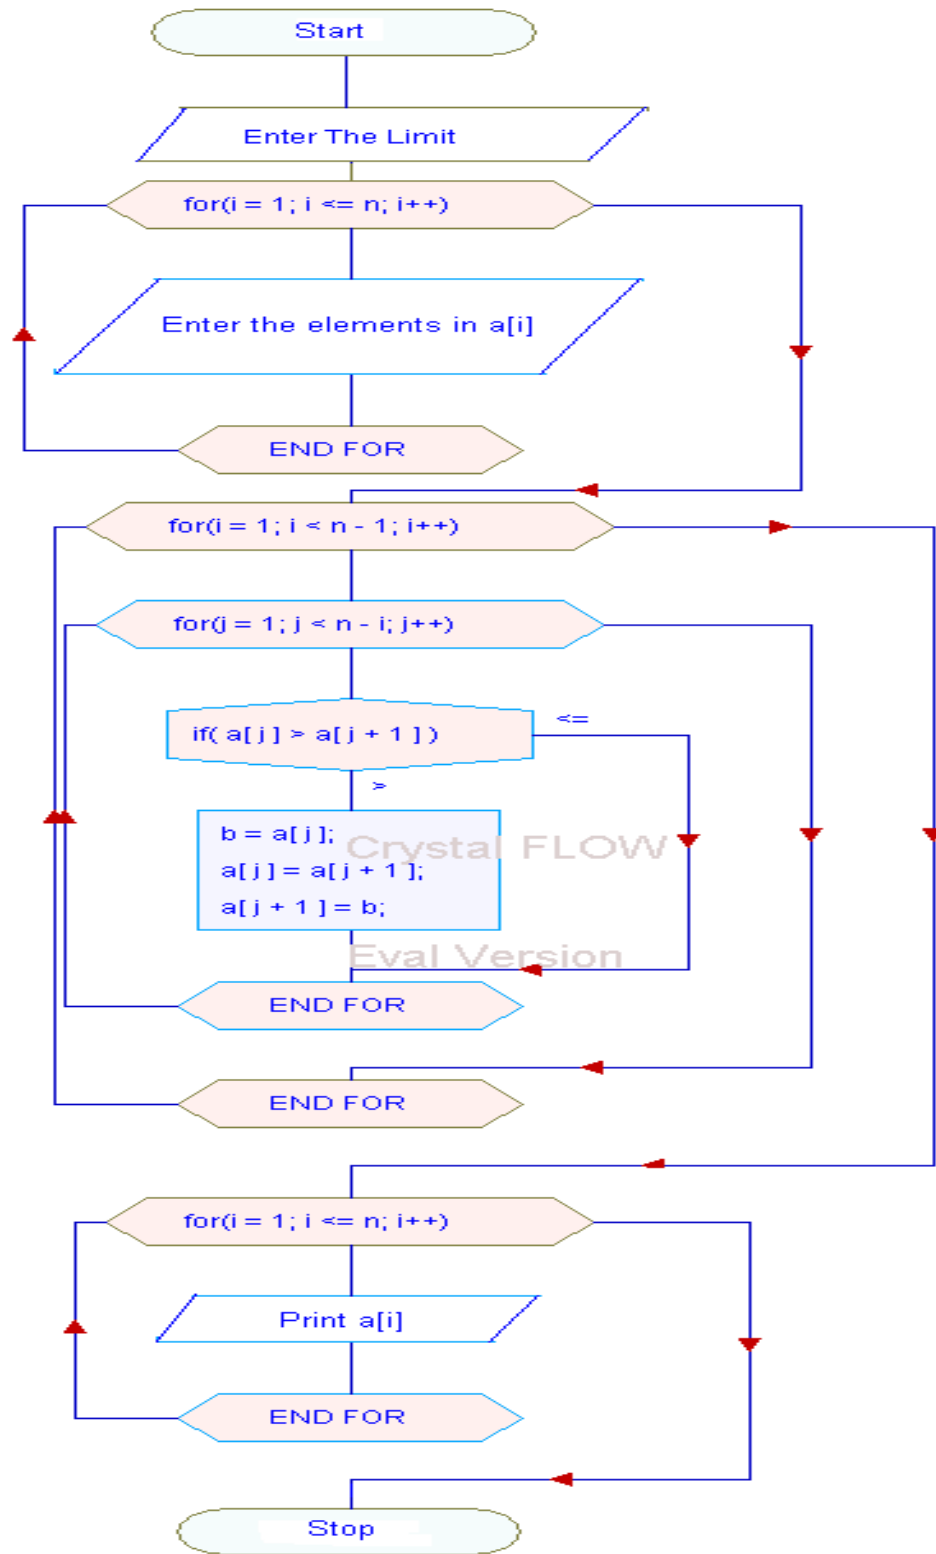 Start
Enter The Limit
for(i = 1; i <= n; i++)
Enter the elements in a[i]
END FOR
for(i = 1; i < n - 1; i++)
for(j = 1; j < n - i; j++)
if( a[ j ] > a[ j + 1 ] )
<=
>
b = a[ j ];
a[ j ] = a[ j + 1 ];
a[ j + 1 ] = b;
Crystal FLOW
Eval Version
END FOR
END FOR
for(i = 1; i <= n; i++)
Print a[i]
END FOR
Stop